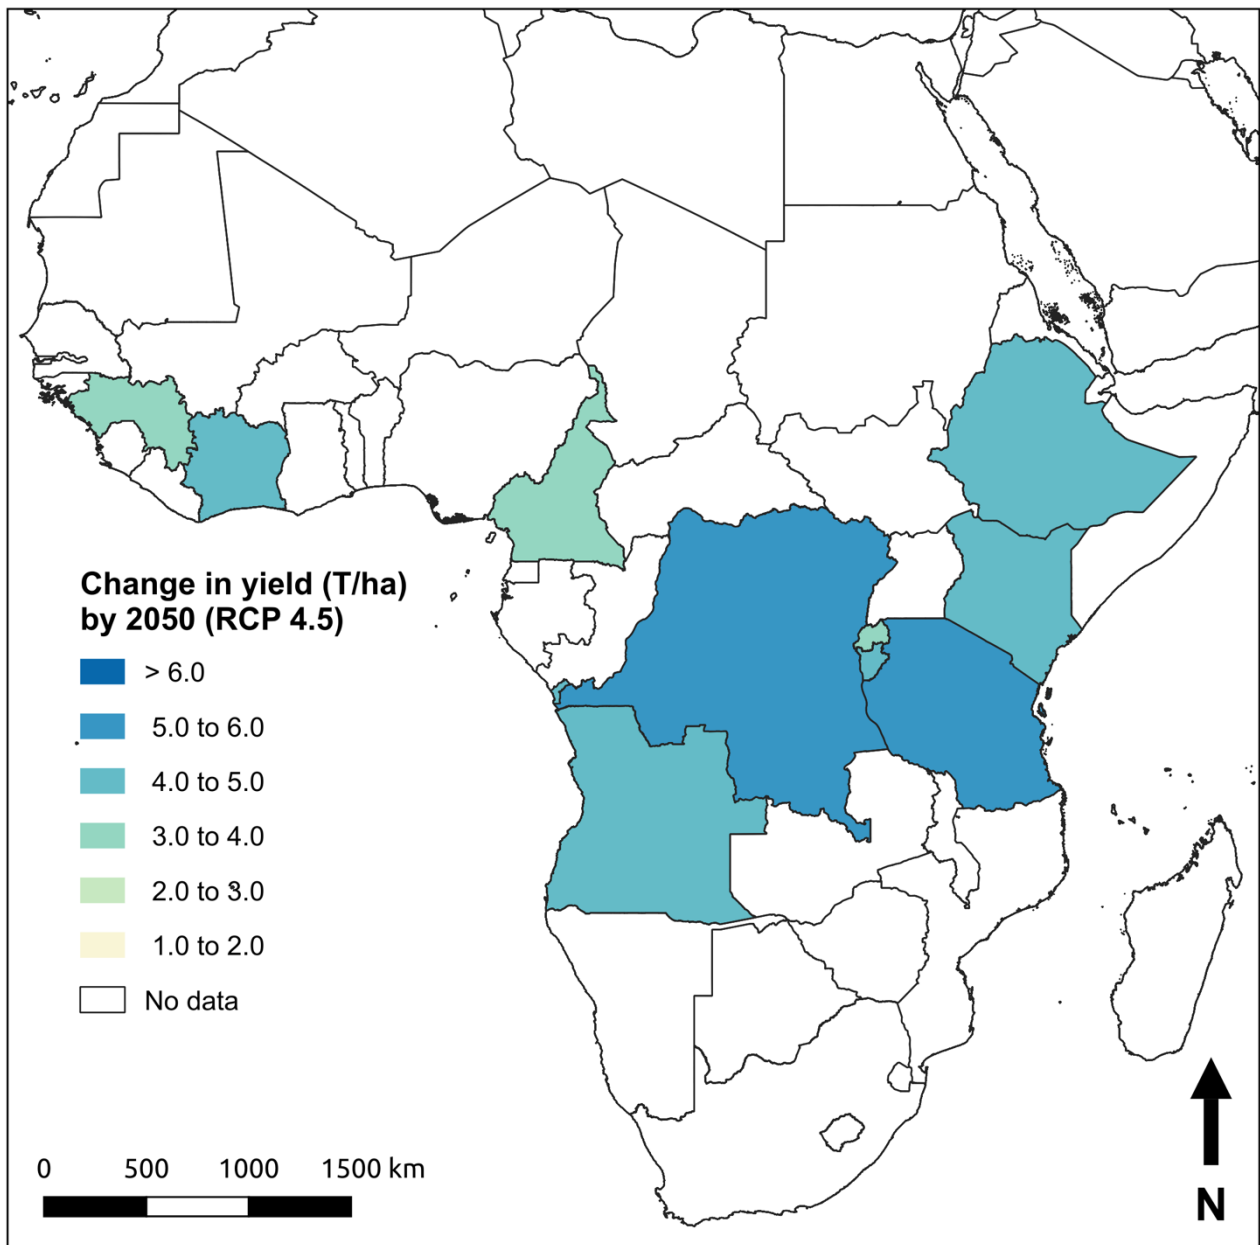 Change in yield (T/ha)
by 2050 (RCP 4.5)
> 6.0
5.0 to 6.0
4.0 to 5.0
3.0 to 4.0
2.0 to 3.0
1.0 to 2.0
No data
0 500 1000 1500 km
N